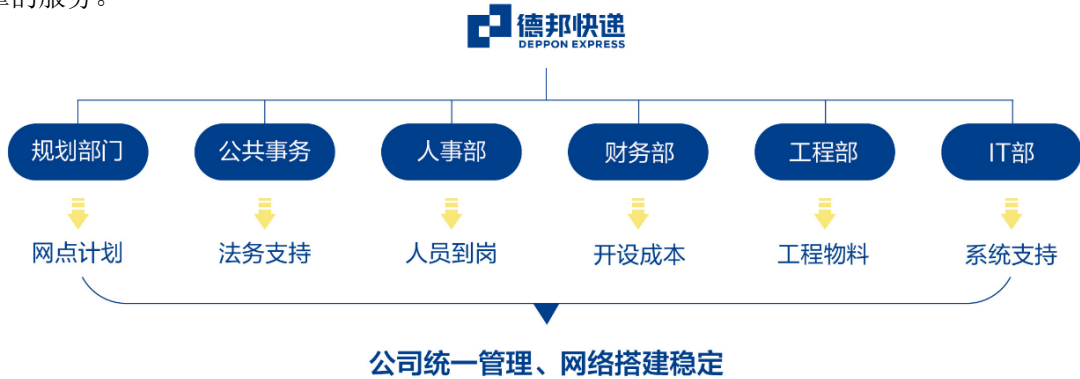 的服务。
德邦快递
DEPPON EXPRESS
规划部门 公共事务 人事部 财务部 工程部 IT部
网点计划 法务支持 人员到岗 开设成本 工程物料 系统支持
公司统一管理、网络搭建稳定